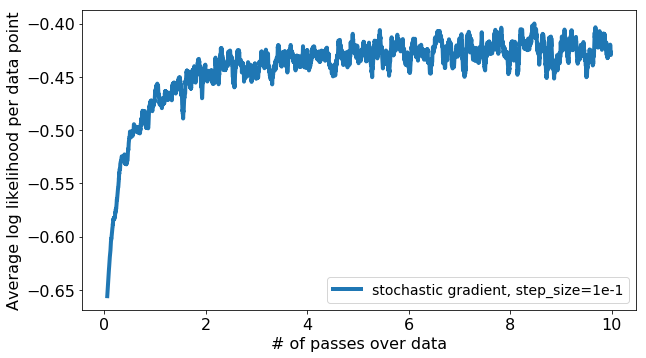 Average log likelihood per data point
−0.40
−0.45
−0.50
−0.55
−0.60
−0.65
0 2 4 6 8 10
# of passes over data
stochastic gradient, step_size=1e-1